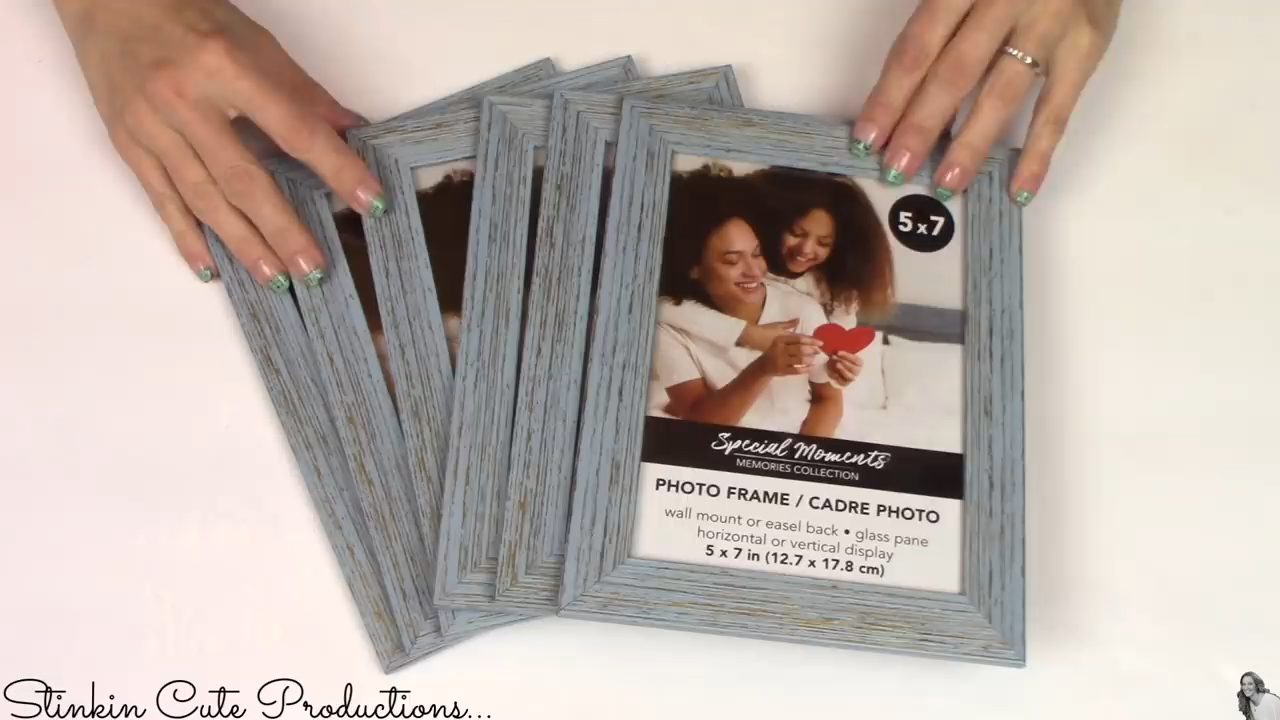 5x7
Special Moments
MEMORIES COLLECTION
PHOTO FRAME / CADRE PHOTO
wall mount or easel back • glass pane
horizontal or vertical display
5 x 7 in (12.7 x 17.8 cm)
Stinkin Cute Productions...